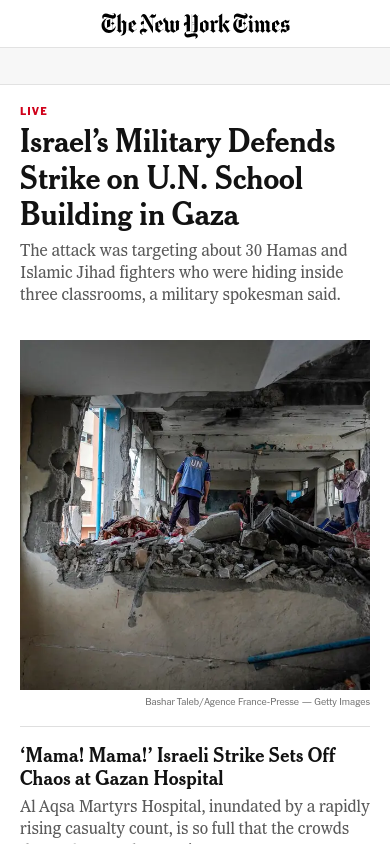 The New York Times
LIVE
Israel’s Military Defends
Strike on U.N. School
Building in Gaza
The attack was targeting about 30 Hamas and
Islamic Jihad fighters who were hiding inside
three classrooms, a military spokesman said.
UN
Bashar Taleb/Agence France-Presse — Getty Images
‘Mama! Mama!’ Israeli Strike Sets Off
Chaos at Gazan Hospital
Al Aqsa Martyrs Hospital, inundated by a rapidly
rising casualty count, is so full that the crowds